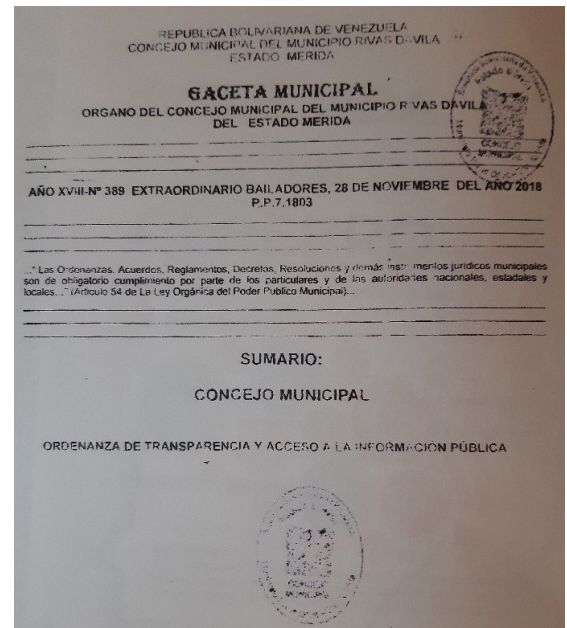 REPUBLICA BOLIVARIANA DE VENEZUELA
CONCEJO MUNICIPAL DEL MUNICIPIO RIVAS DAVILA
ESTADO MERIDA
GACETA MUNICIPAL
ORGANO DEL CONCEJO MUNICIPAL DEL MUNICIPIO RIVAS DAVILA
DEL ESTADO MERIDA
AÑO XVIII-Nº 389 EXTRAORDINARIO BAILADORES, 28 DE NOVIEMBRE DEL AÑO 2018
P.P.7.1803
..." Las Ordenanzas, Acuerdos, Reglamentos, Decretos, Resoluciones y demás instrumentos jurídicos municipales
son de obligatorio cumplimiento por parte de los particulares y de las autoridades nacionales, estadales y
locales..." (Artículo 54 de La Ley Orgánica del Poder Público Municipal)...
SUMARIO:
CONCEJO MUNICIPAL
ORDENANZA DE TRANSPARENCIA Y ACCESO A LA INFORMACIÓN PÚBLICA
CONCEJO
MUNICIPAL